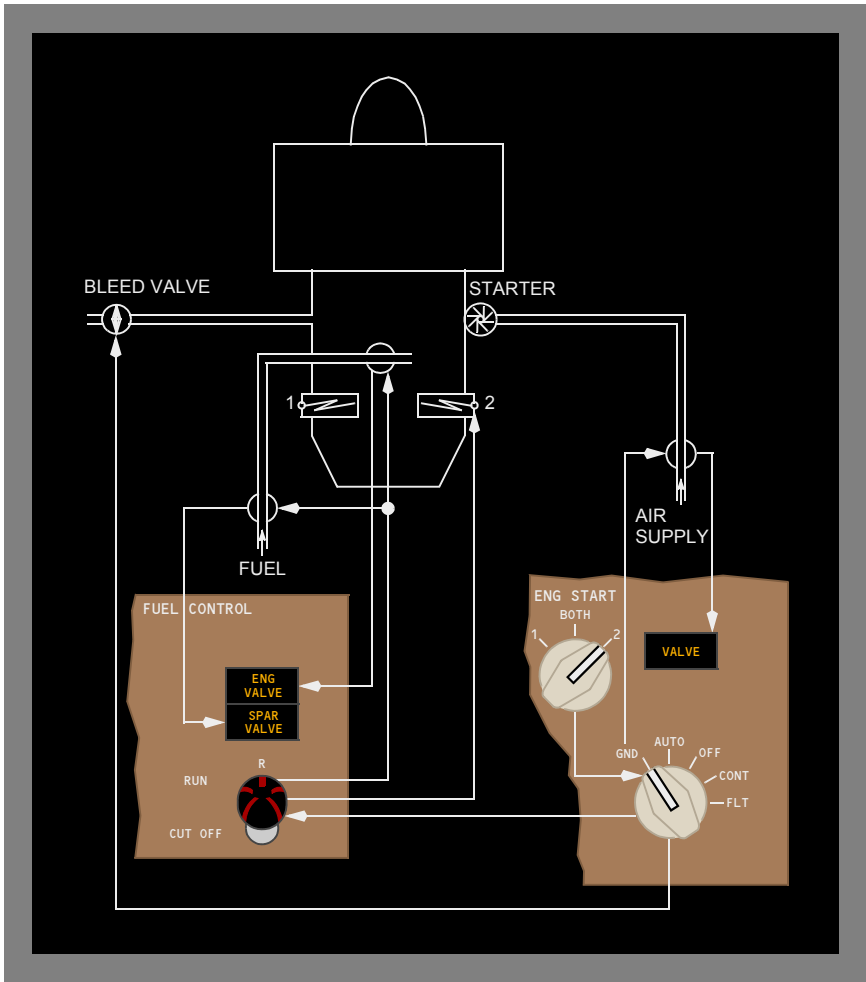 BLEED VALVE
STARTER
1
2
AIR
SUPPLY
FUEL
ENG START
BOTH
1
2
FUEL CONTROL
VALVE
ENG
VALVE
SPAR
VALVE
AUTO
GND
OFF
R
RUN
CONT
FLT
CUT OFF